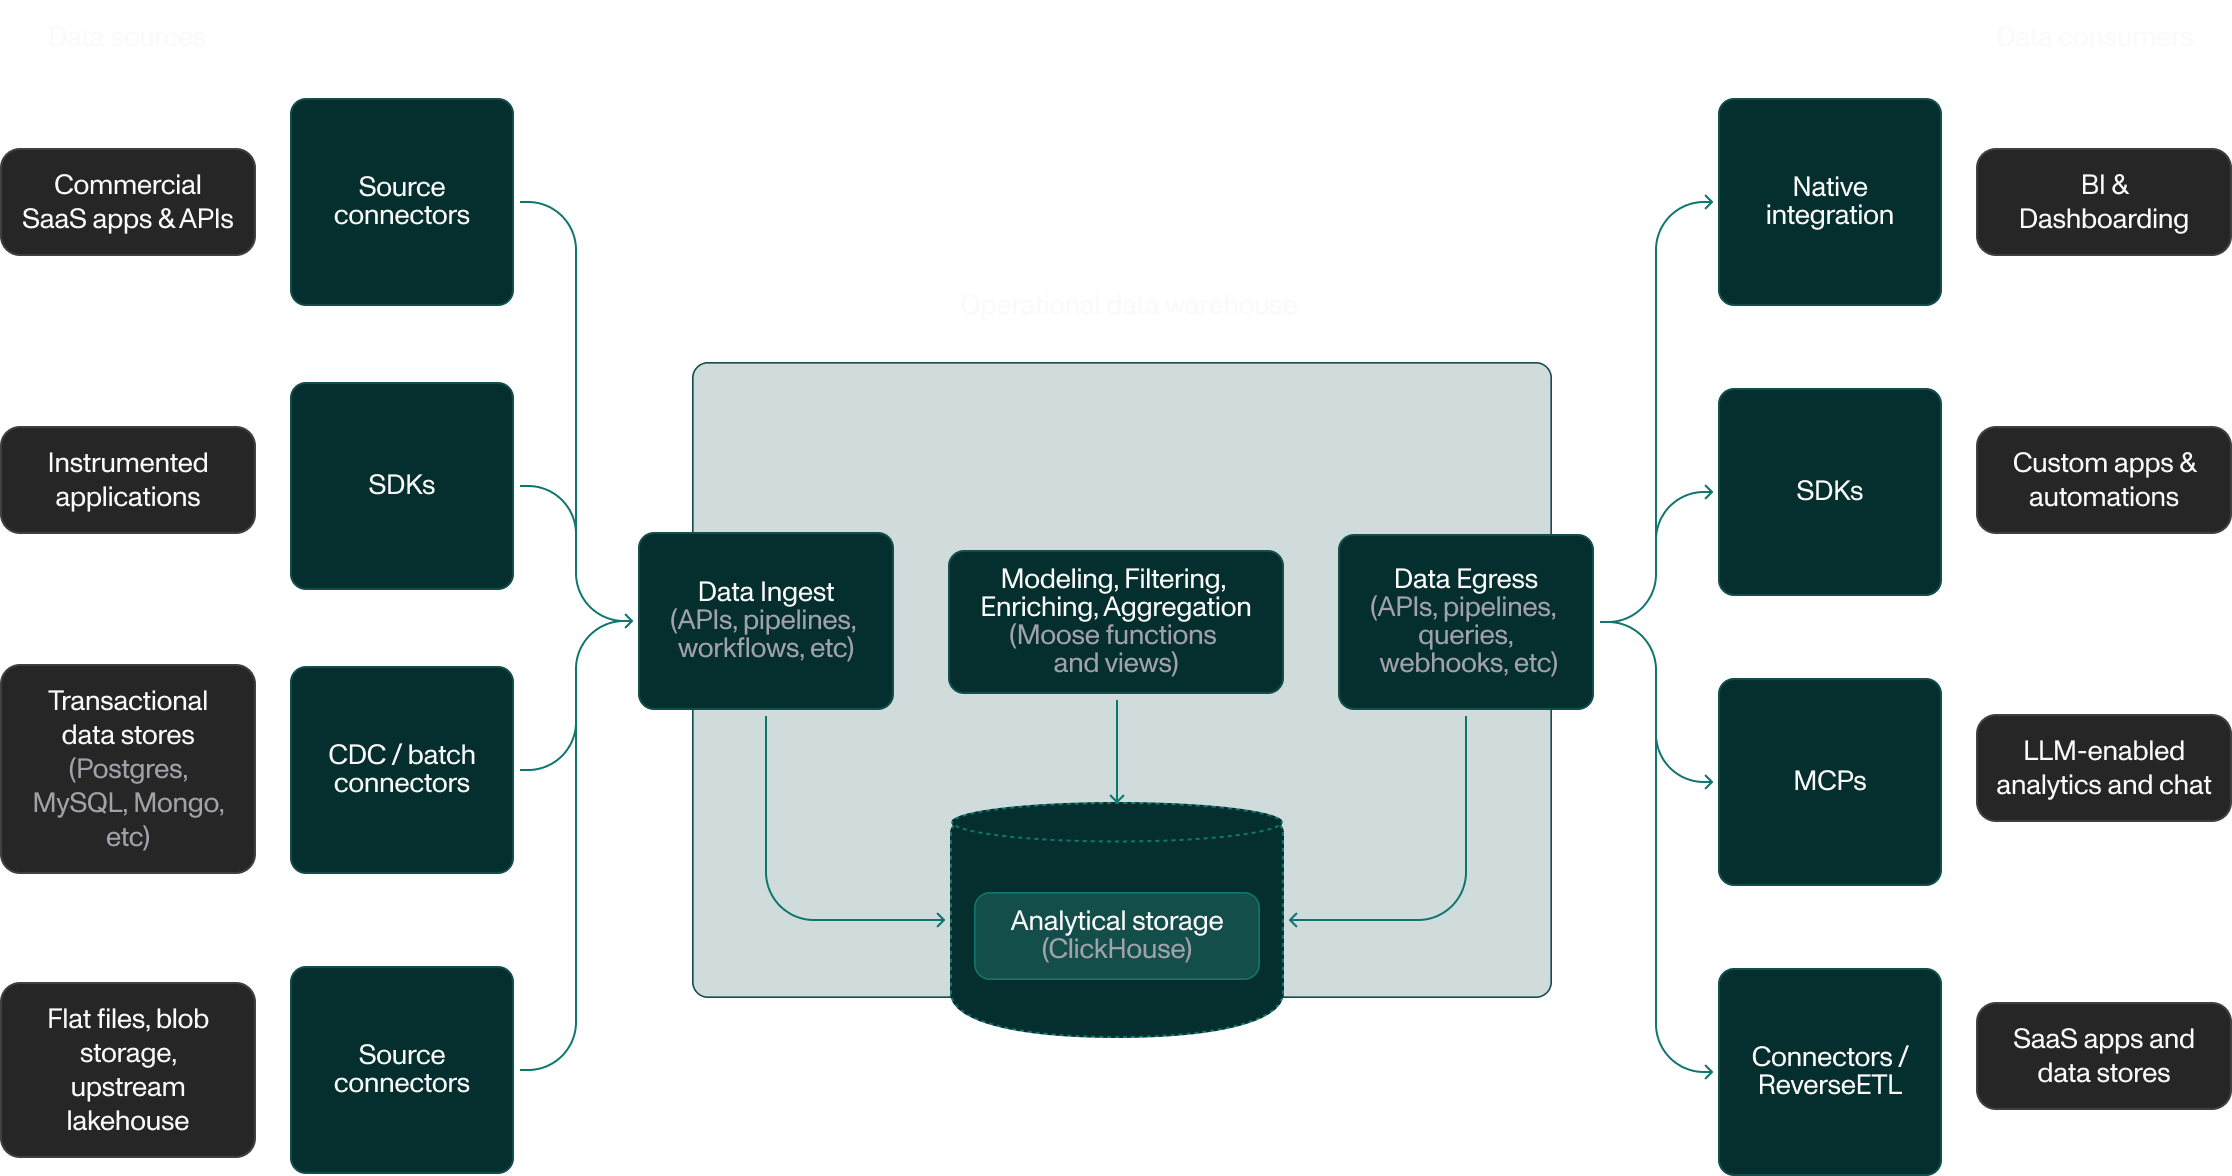 Data sources
Data consumers
Commercial
SaaS apps & APIs
Source
connectors
Native
integration
BI &
Dashboarding
Operational data warehouse
Instrumented
applications
SDKs
SDKs
Custom apps &
automations
Data Ingest
(APIs, pipelines,
workflows, etc)
Modeling, Filtering,
Enriching, Aggregation
(Moose functions
and views)
Data Egress
(APIs, pipelines,
queries,
webhooks, etc)
Transactional
data stores
(Postgres,
MySQL, Mongo,
etc)
CDC / batch
connectors
MCPs
LLM-enabled
analytics and chat
Analytical storage
(ClickHouse)
Flat files, blob
storage,
upstream
lakehouse
Source
connectors
Connectors /
ReverseETL
SaaS apps and
data stores